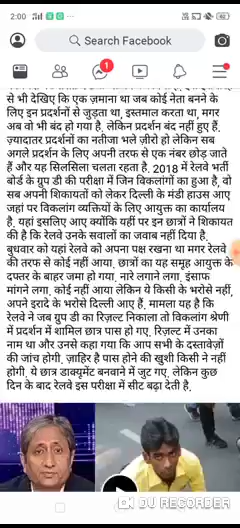 2:00
42
Search Facebook
1
से भी देखिए कि एक ज़माना था जब कोई नेता बनने के
लिए इन प्रदर्शनों से जुड़ता था, इस्तमाल करता था, मगर
अब वो भी बंद हो गया है. लेकिन प्रदर्शन बंद नहीं हुए हैं.
ज़्यादातर प्रदर्शनों का नतीजा भले ज़ीरो हो लेकिन सब
अगले प्रदर्शन के लिए अपनी तरफ से एक नंबर छोड़ जाते
हैं और यह सिलसिला चलता रहता है. 2018 में रेलवे भर्ती
बोर्ड के ग्रुप डी की परीक्षा में जिन विकलांगों का हुआ है, वो
सब अपनी शिकायतों को लेकर दिल्ली के मंडी हाउस आए
जहां पर विकलांग व्यक्तियों के लिए आयुक्त का कार्यालय
है. यहां इसलिए आए क्योंकि यहीं पर इन छात्रों ने शिकायत
की है कि रेलवे उनके सवालों का जवाब नहीं दिया है.
बुधवार को यहां रेलवे को अपना पक्ष रखना था मगर रेलवे
की तरफ से कोई नहीं आया. छात्रों का यह समूह आयुक्त के
दफ्तर के बाहर जमा हो गया. नारे लगाने लगा. इंसाफ
मांगने लगा. कोई नहीं आया लेकिन ये किसी के भरोसे नहीं,
अपने इरादे के भरोसे दिल्ली आए हैं. मामला यह है कि
रेलवे ने जब ग्रुप डी का रिज़ल्ट निकाला तो विकलांग श्रेणी
में प्रदर्शन में शामिल छात्र पास हो गए. रिज़ल्ट में उनका
नाम था और उनसे कहा गया कि आप सभी के दस्तावेज़ों
की जांच होगी. ज़ाहिर है पास होने की खुशी किसी ने नहीं
होगी. ये छात्र डाक्यूमेंट बनवाने में जुट गए. लेकिन कुछ
दिन के बाद रेलवे इस परीक्षा में सीट बढ़ा देती है.
DU RECORDER